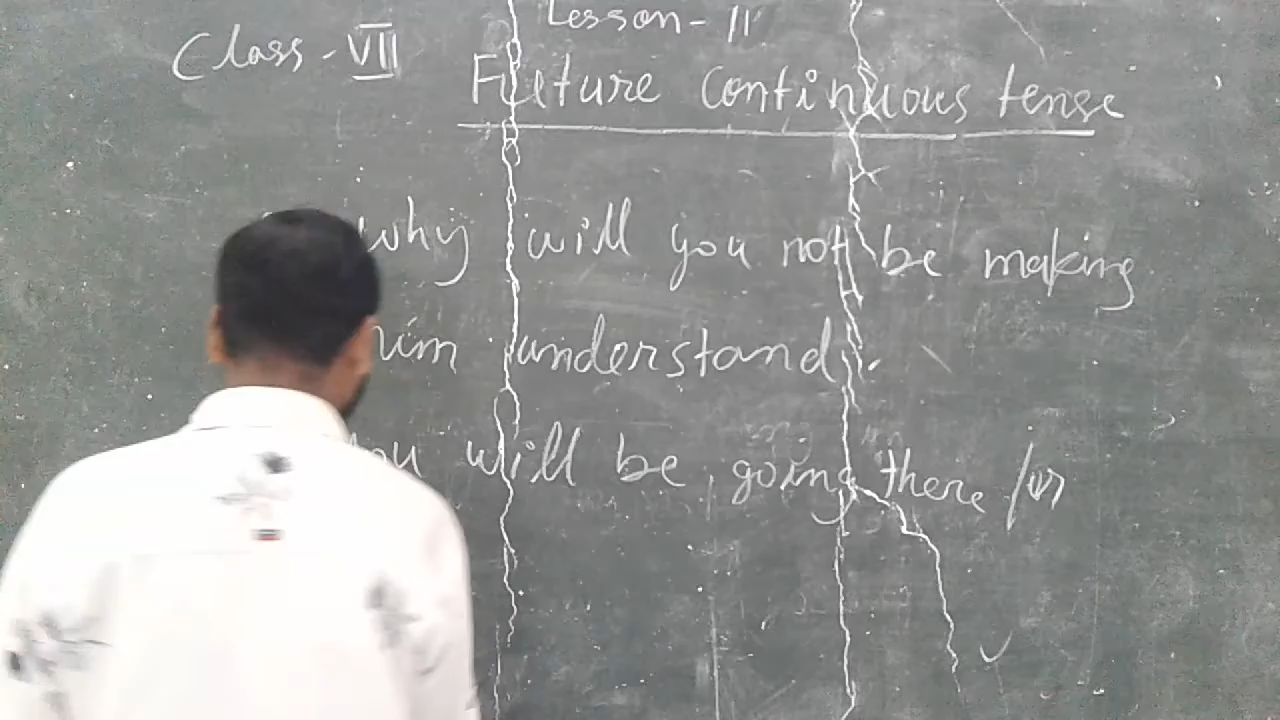 Lesson - 11
Class - VII
Future continuous tense
why will you not be making
him understand.
you will be going there for